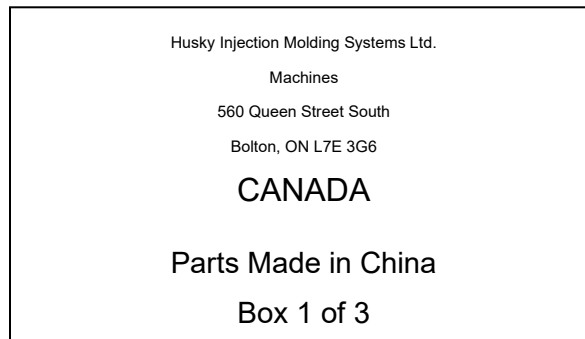 Husky Injection Molding Systems Ltd.
Machines
560 Queen Street South
Bolton, ON L7E 3G6
CANADA
Parts Made in China
Box 1 of 3